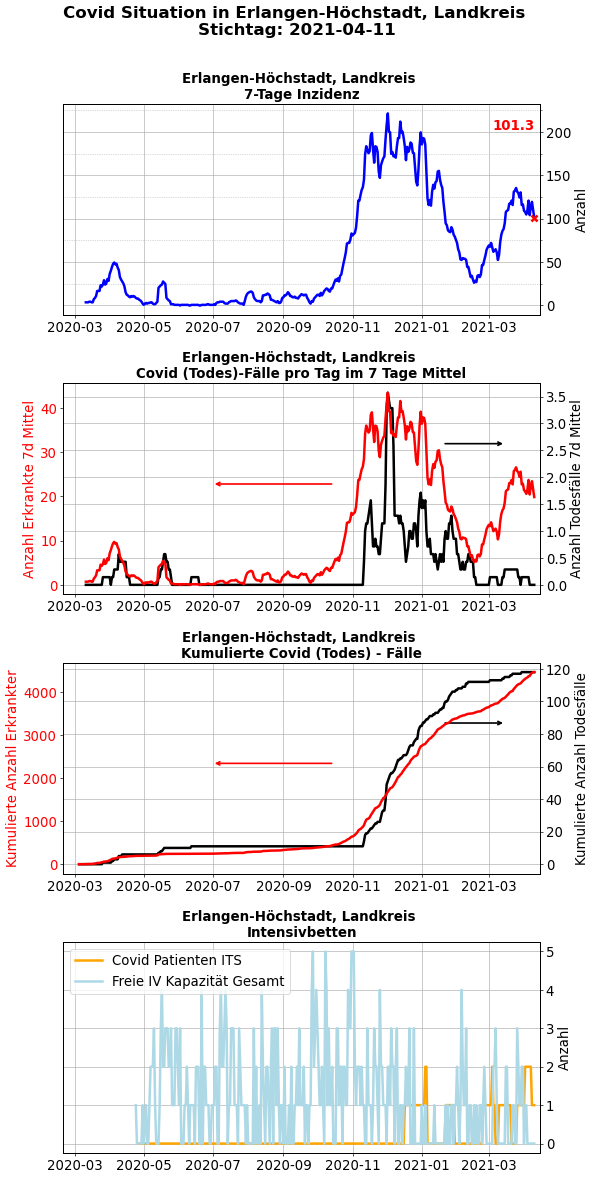 Covid Situation in Erlangen-Höchstadt, Landkreis
Stichtag: 2021-04-11
Erlangen-Höchstadt, Landkreis
7-Tage Inzidenz
101.3
200
150
100
50
0
Anzahl
2020-03 2020-05 2020-07 2020-09 2020-11 2021-01 2021-03
Erlangen-Höchstadt, Landkreis
Covid (Todes)-Fälle pro Tag im 7 Tage Mittel
Anzahl Erkrankte 7d Mittel
40
30
20
10
0
3.5
3.0
2.5
2.0
1.5
1.0
0.5
0.0
Anzahl Todesfälle 7d Mittel
2020-03 2020-05 2020-07 2020-09 2020-11 2021-01 2021-03
Erlangen-Höchstadt, Landkreis
Kumulierte Covid (Todes) - Fälle
Kumulierte Anzahl Erkrankter
4000
3000
2000
1000
0
120
100
80
60
40
20
0
Kumulierte Anzahl Todesfälle
2020-03 2020-05 2020-07 2020-09 2020-11 2021-01 2021-03
Erlangen-Höchstadt, Landkreis
Intensivbetten
Covid Patienten ITS
Freie IV Kapazität Gesamt
5
4
3
2
1
0
Anzahl
2020-03 2020-05 2020-07 2020-09 2020-11 2021-01 2021-03